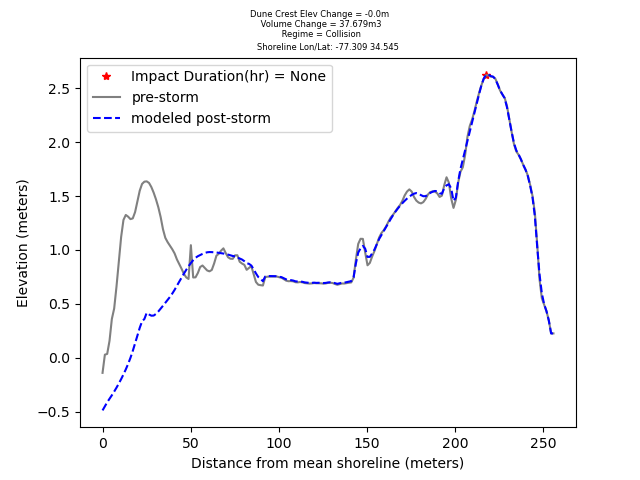 Dune Crest Elev Change = -0.0m
Volume Change = 37.679m3
Regime = Collision
Shoreline Lon/Lat: -77.309 34.545
Impact Duration(hr) = None
pre-storm
modeled post-storm
Elevation (meters)
2.5
2.0
1.5
1.0
0.5
0.0
−0.5
0 50 100 150 200 250
Distance from mean shoreline (meters)